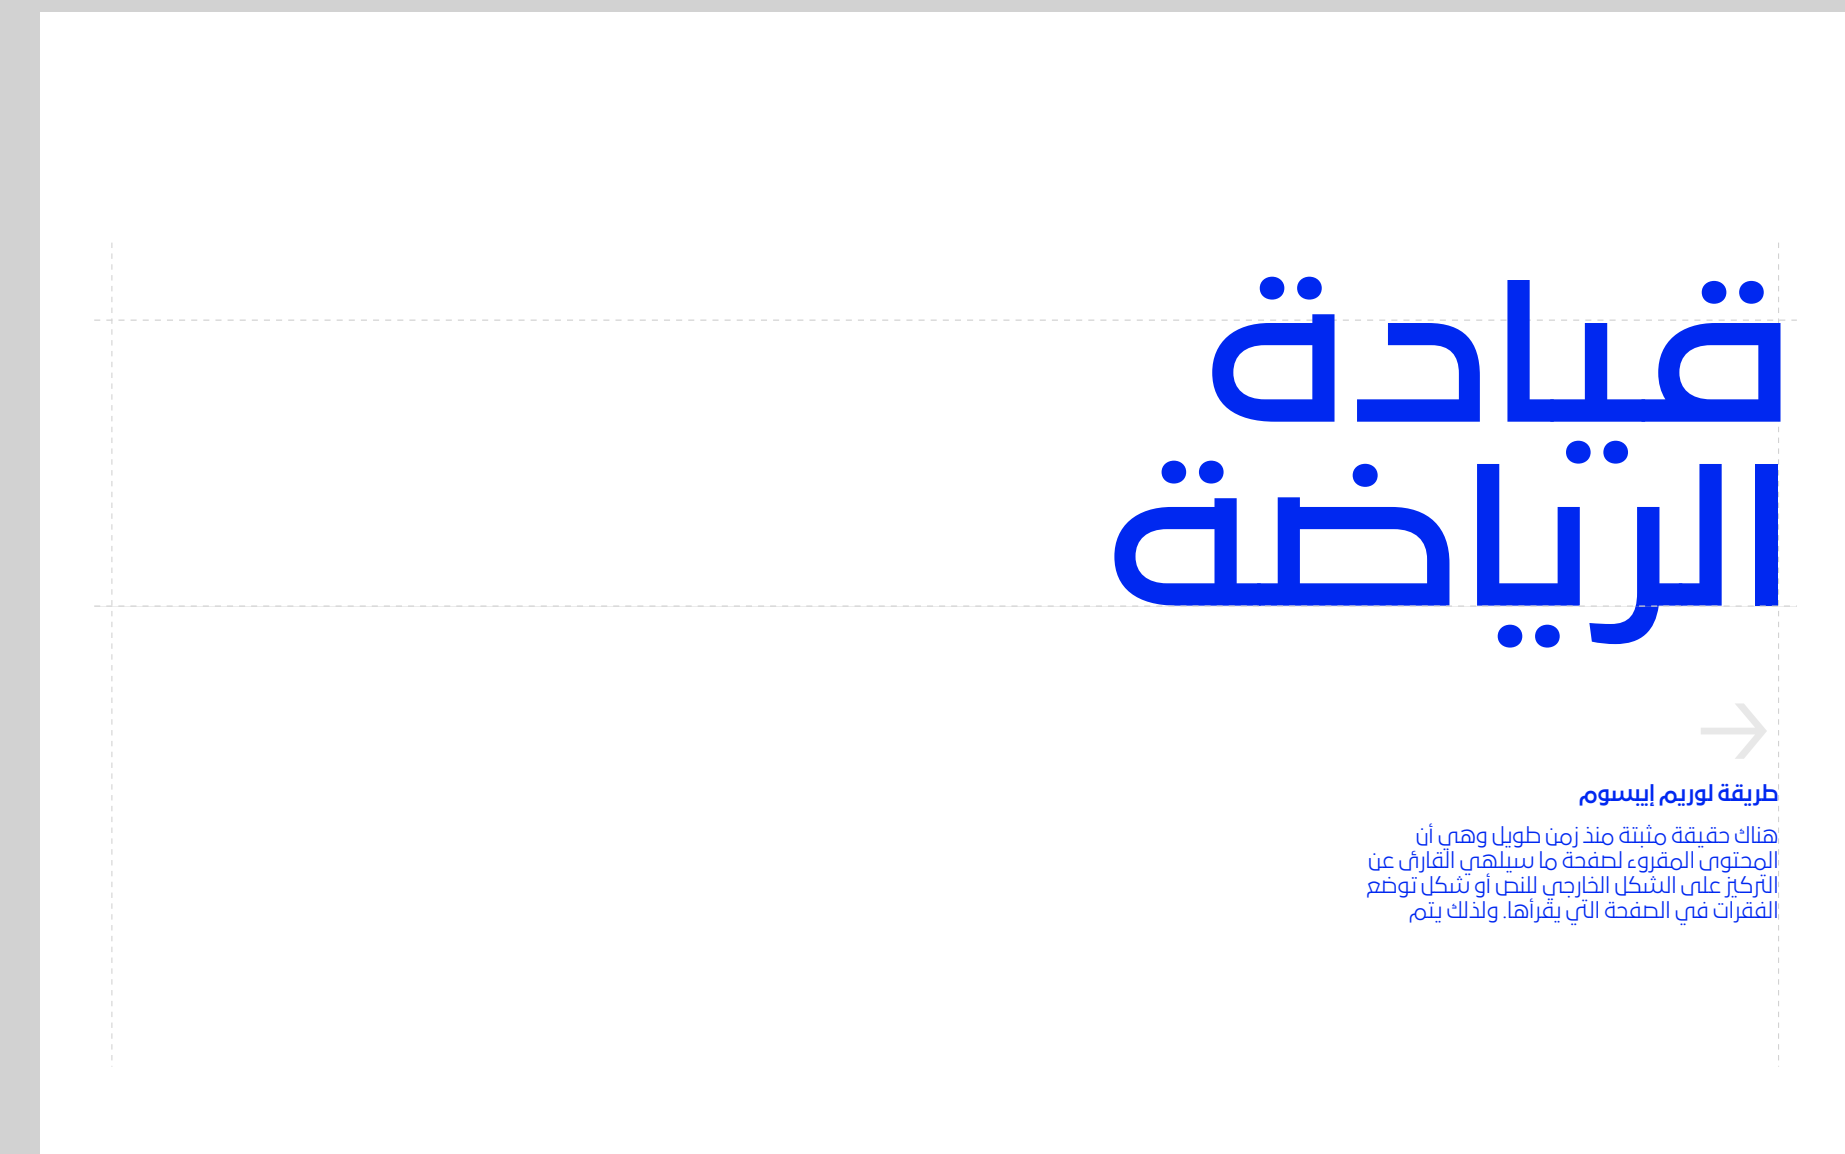 قيادة
الرياضة
طريقة لوريم إيبسوم
هناك حقيقة مثبتة منذ زمن طويل وهي أن
المحتوى المقروء لصفحة ما سيلهي القارئ عن
التركيز على الشكل الخارجي للنص أو شكل توضع
الفقرات في الصفحة التي يقرأها. ولذلك يتم